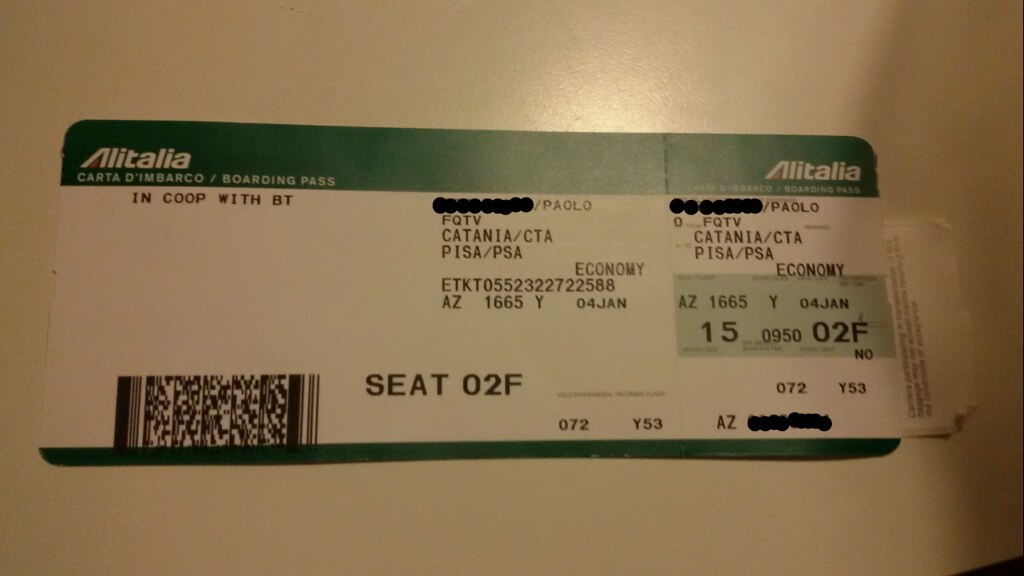 Alitalia
CARTA D'IMBARCO / BOARDING PASS
IN COOP WITH BT
/PAOLO
FQTV
CATANIA/CTA
PISA/PSA
ECONOMY
ETKT0552322722588
AZ 1665 Y 04JAN
SEAT 02F
072 Y53
Alitalia
CARTA D'IMBARCO / BOARDING PASS
/PAOLO
0 FQTV
CATANIA/CTA
PISA/PSA
ECONOMY
AZ 1665 Y 04JAN
15 0950 02F
NO
072 Y53
AZ